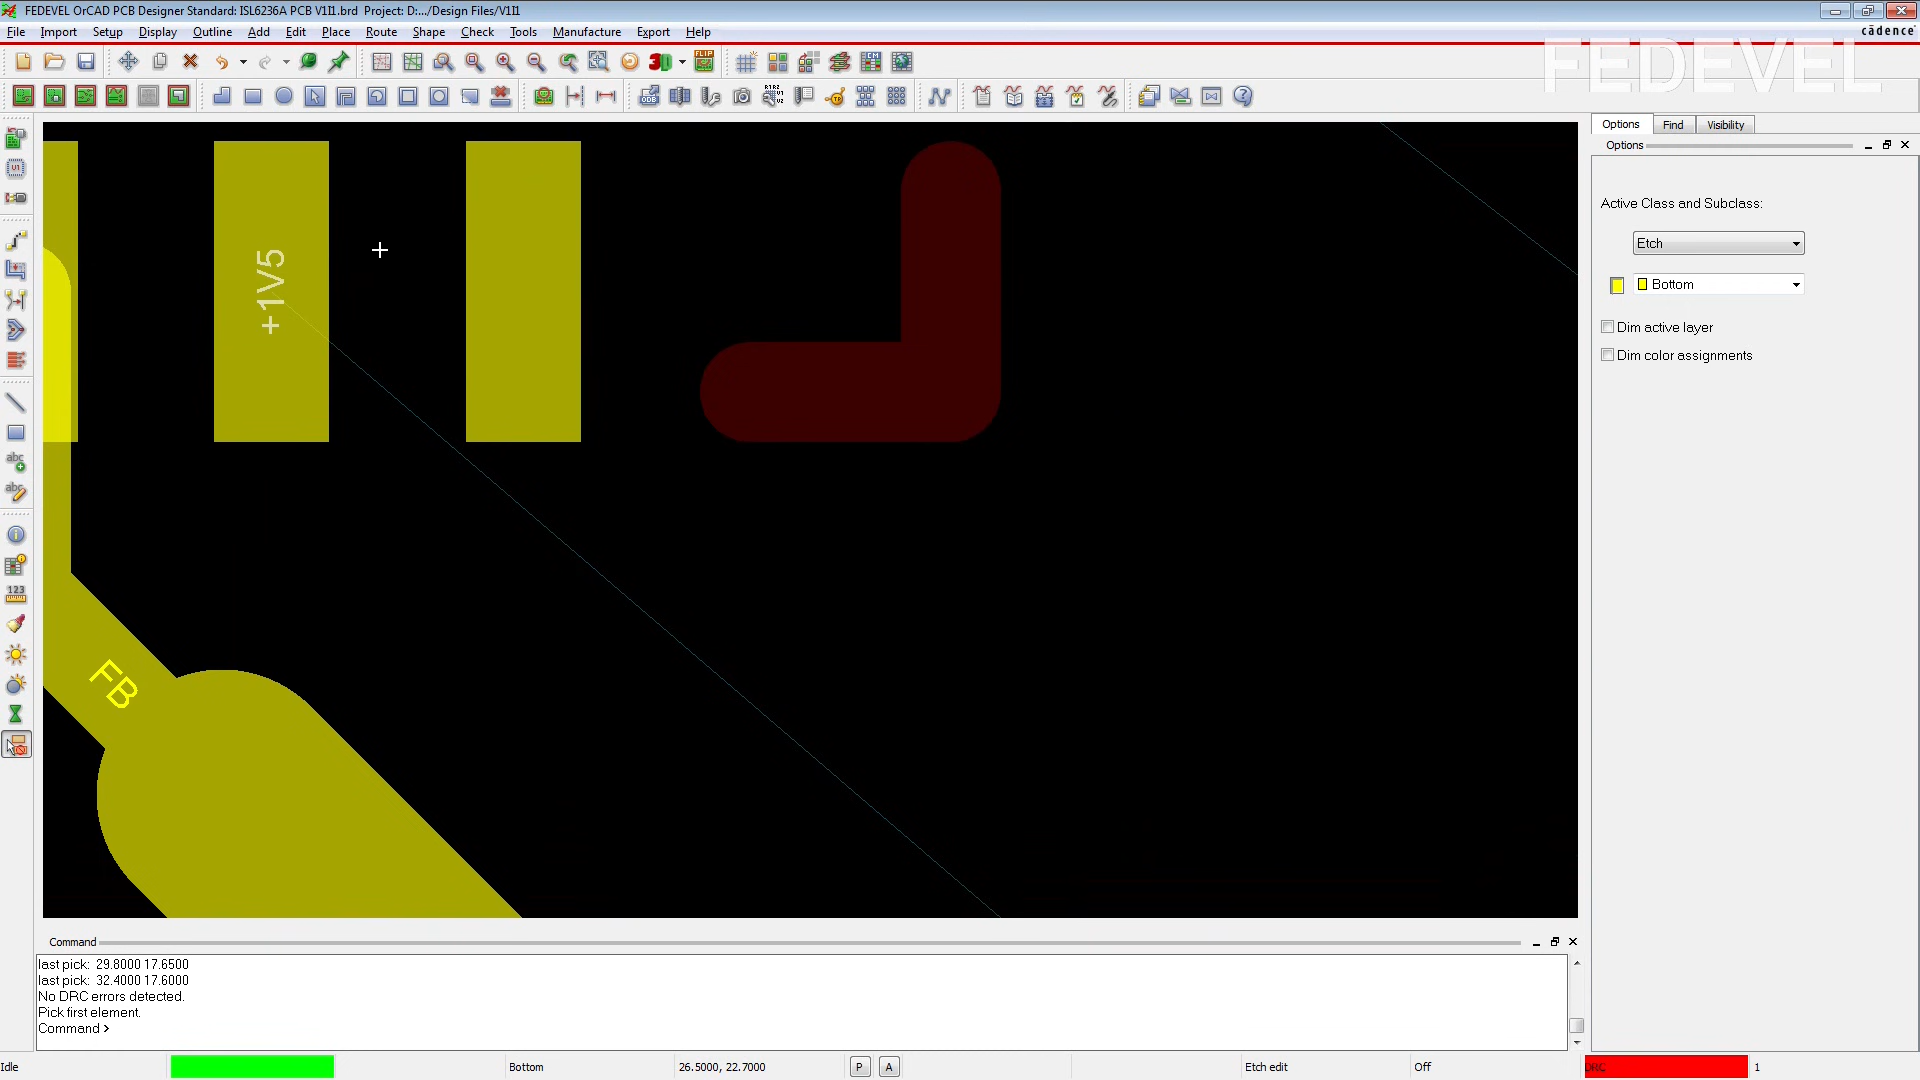 FEDEVEL OrCAD PCB Designer Standard: ISL6236A PCB V1I1.brd  Project: D:.../Design Files/V1I1
File Import Setup Display Outline Add Edit Place Route Shape Check Tools Manufacture Export Help
cādence
FEDEVEL
3D
FLIP
Options Find Visibility
Options
Active Class and Subclass:
Etch
Bottom
Dim active layer
Dim color assignments
+1V5
FB
Command
last pick:  29.8000 17.6500
last pick:  32.4000 17.6000
No DRC errors detected.
Pick first element.
Command >
Idle Bottom 26.5000, 22.7000 P A Etch edit Off DRC 1